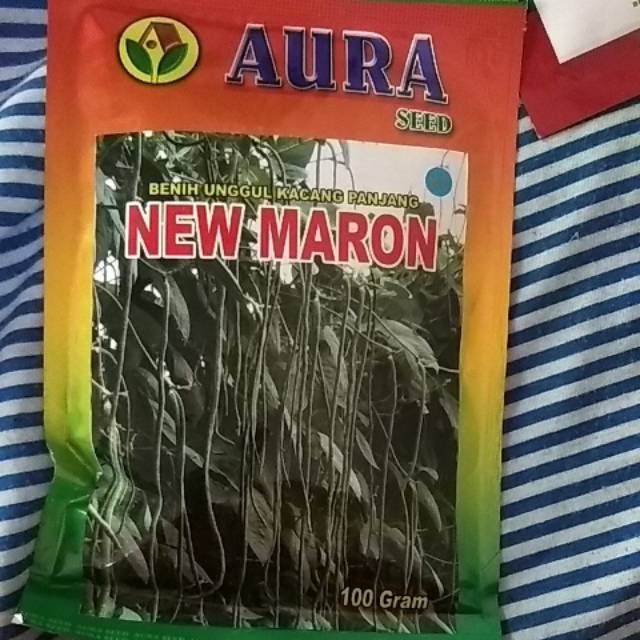 AURA
SEED
BENIH UNGGUL KACANG PANJANG
NEW MARON
100 Gram